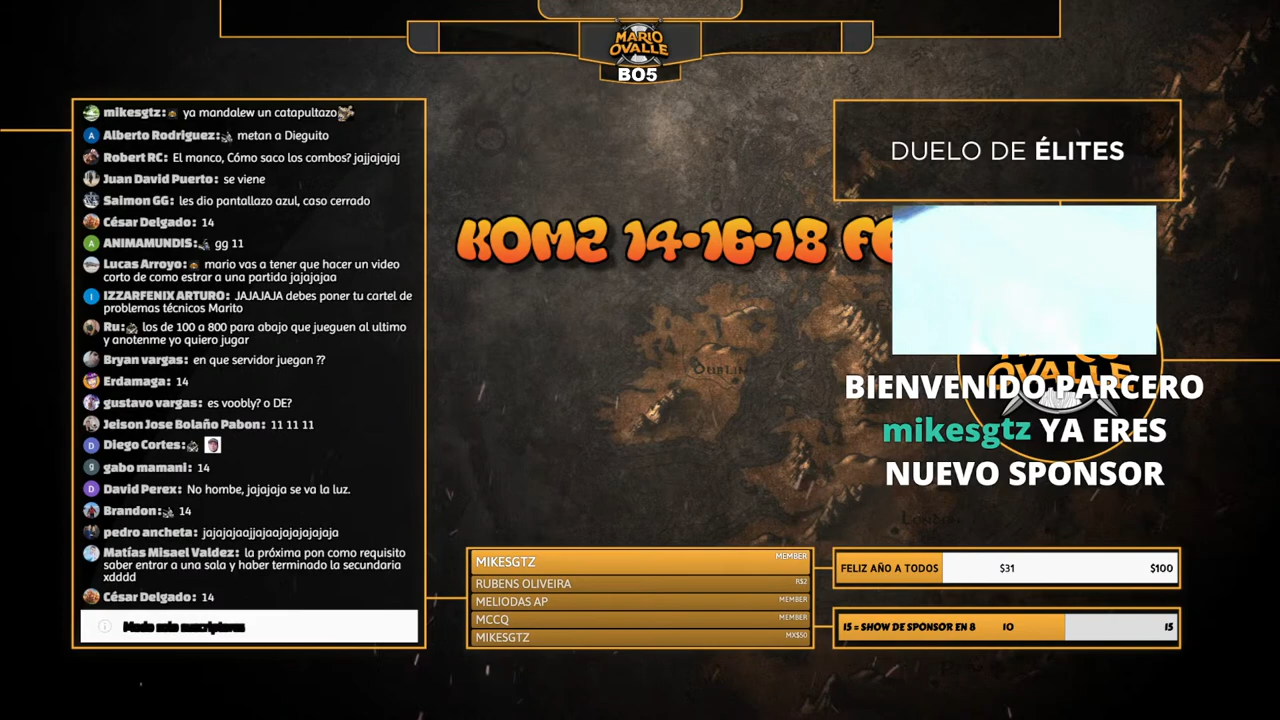 MARIO
OVALLE
BO5
mikesgtz: ya mandalew un catapultazo
Alberto Rodriguez: metan a Dieguito
Robert RC: El manco, Cómo saco los combos? jajjajajaj
Juan David Puerto: se viene
Saimon GG: les dio pantallazo azul, caso cerrado
César Delgado: 14
ANIMAMUNDIS: gg 11
Lucas Arroyo: mario vas a tener que hacer un video
corto de como estrar a una partida jajajajaa
IZZARFENIX ARTURO: JAJAJAJA debes poner tu cartel de
problemas técnicos Marito
Ru: los de 100 a 800 para abajo que jueguen al ultimo
y anotenme yo quiero jugar
Bryan vargas: en que servidor juegan ??
Erdamaga: 14
gustavo vargas: es voobly? o DE?
Jeison Jose Bolaño Pabon: 11 11 11
Diego Cortes:
gabo mamani: 14
David Perex: No hombe, jajajaja se va la luz.
Brandon: 14
pedro ancheta: jajajajaajjajaajajajajajaja
Matías Misael Valdez: la próxima pon como requisito
saber entrar a una sala y haber terminado la secundaria
xdddd
César Delgado: 14
Modo solo suscriptores
KOM2 14•16•18 FE
DUELO DE ÉLITES
OVALLE
BIENVENIDO PARCERO
mikesgtz YA ERES
NUEVO SPONSOR
DUBLIN
LONDON
MIKESGTZ MEMBER
RUBENS OLIVEIRA R$2
MELIODAS AP MEMBER
MCCQ MEMBER
MIKESGTZ MX$50
FELIZ AÑO A TODOS $31 $100
15 = SHOW DE SPONSOR EN 8 10 15